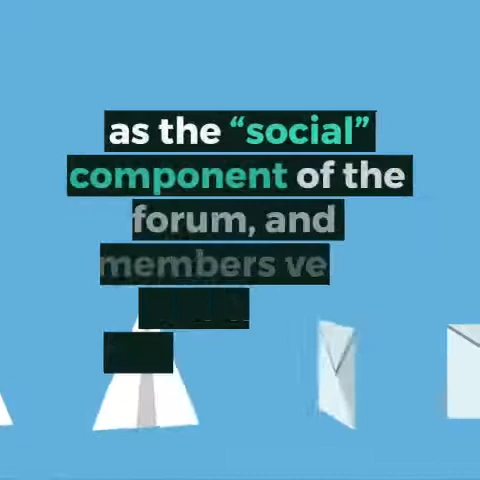 as the “social”
component of the
forum, and
members ve